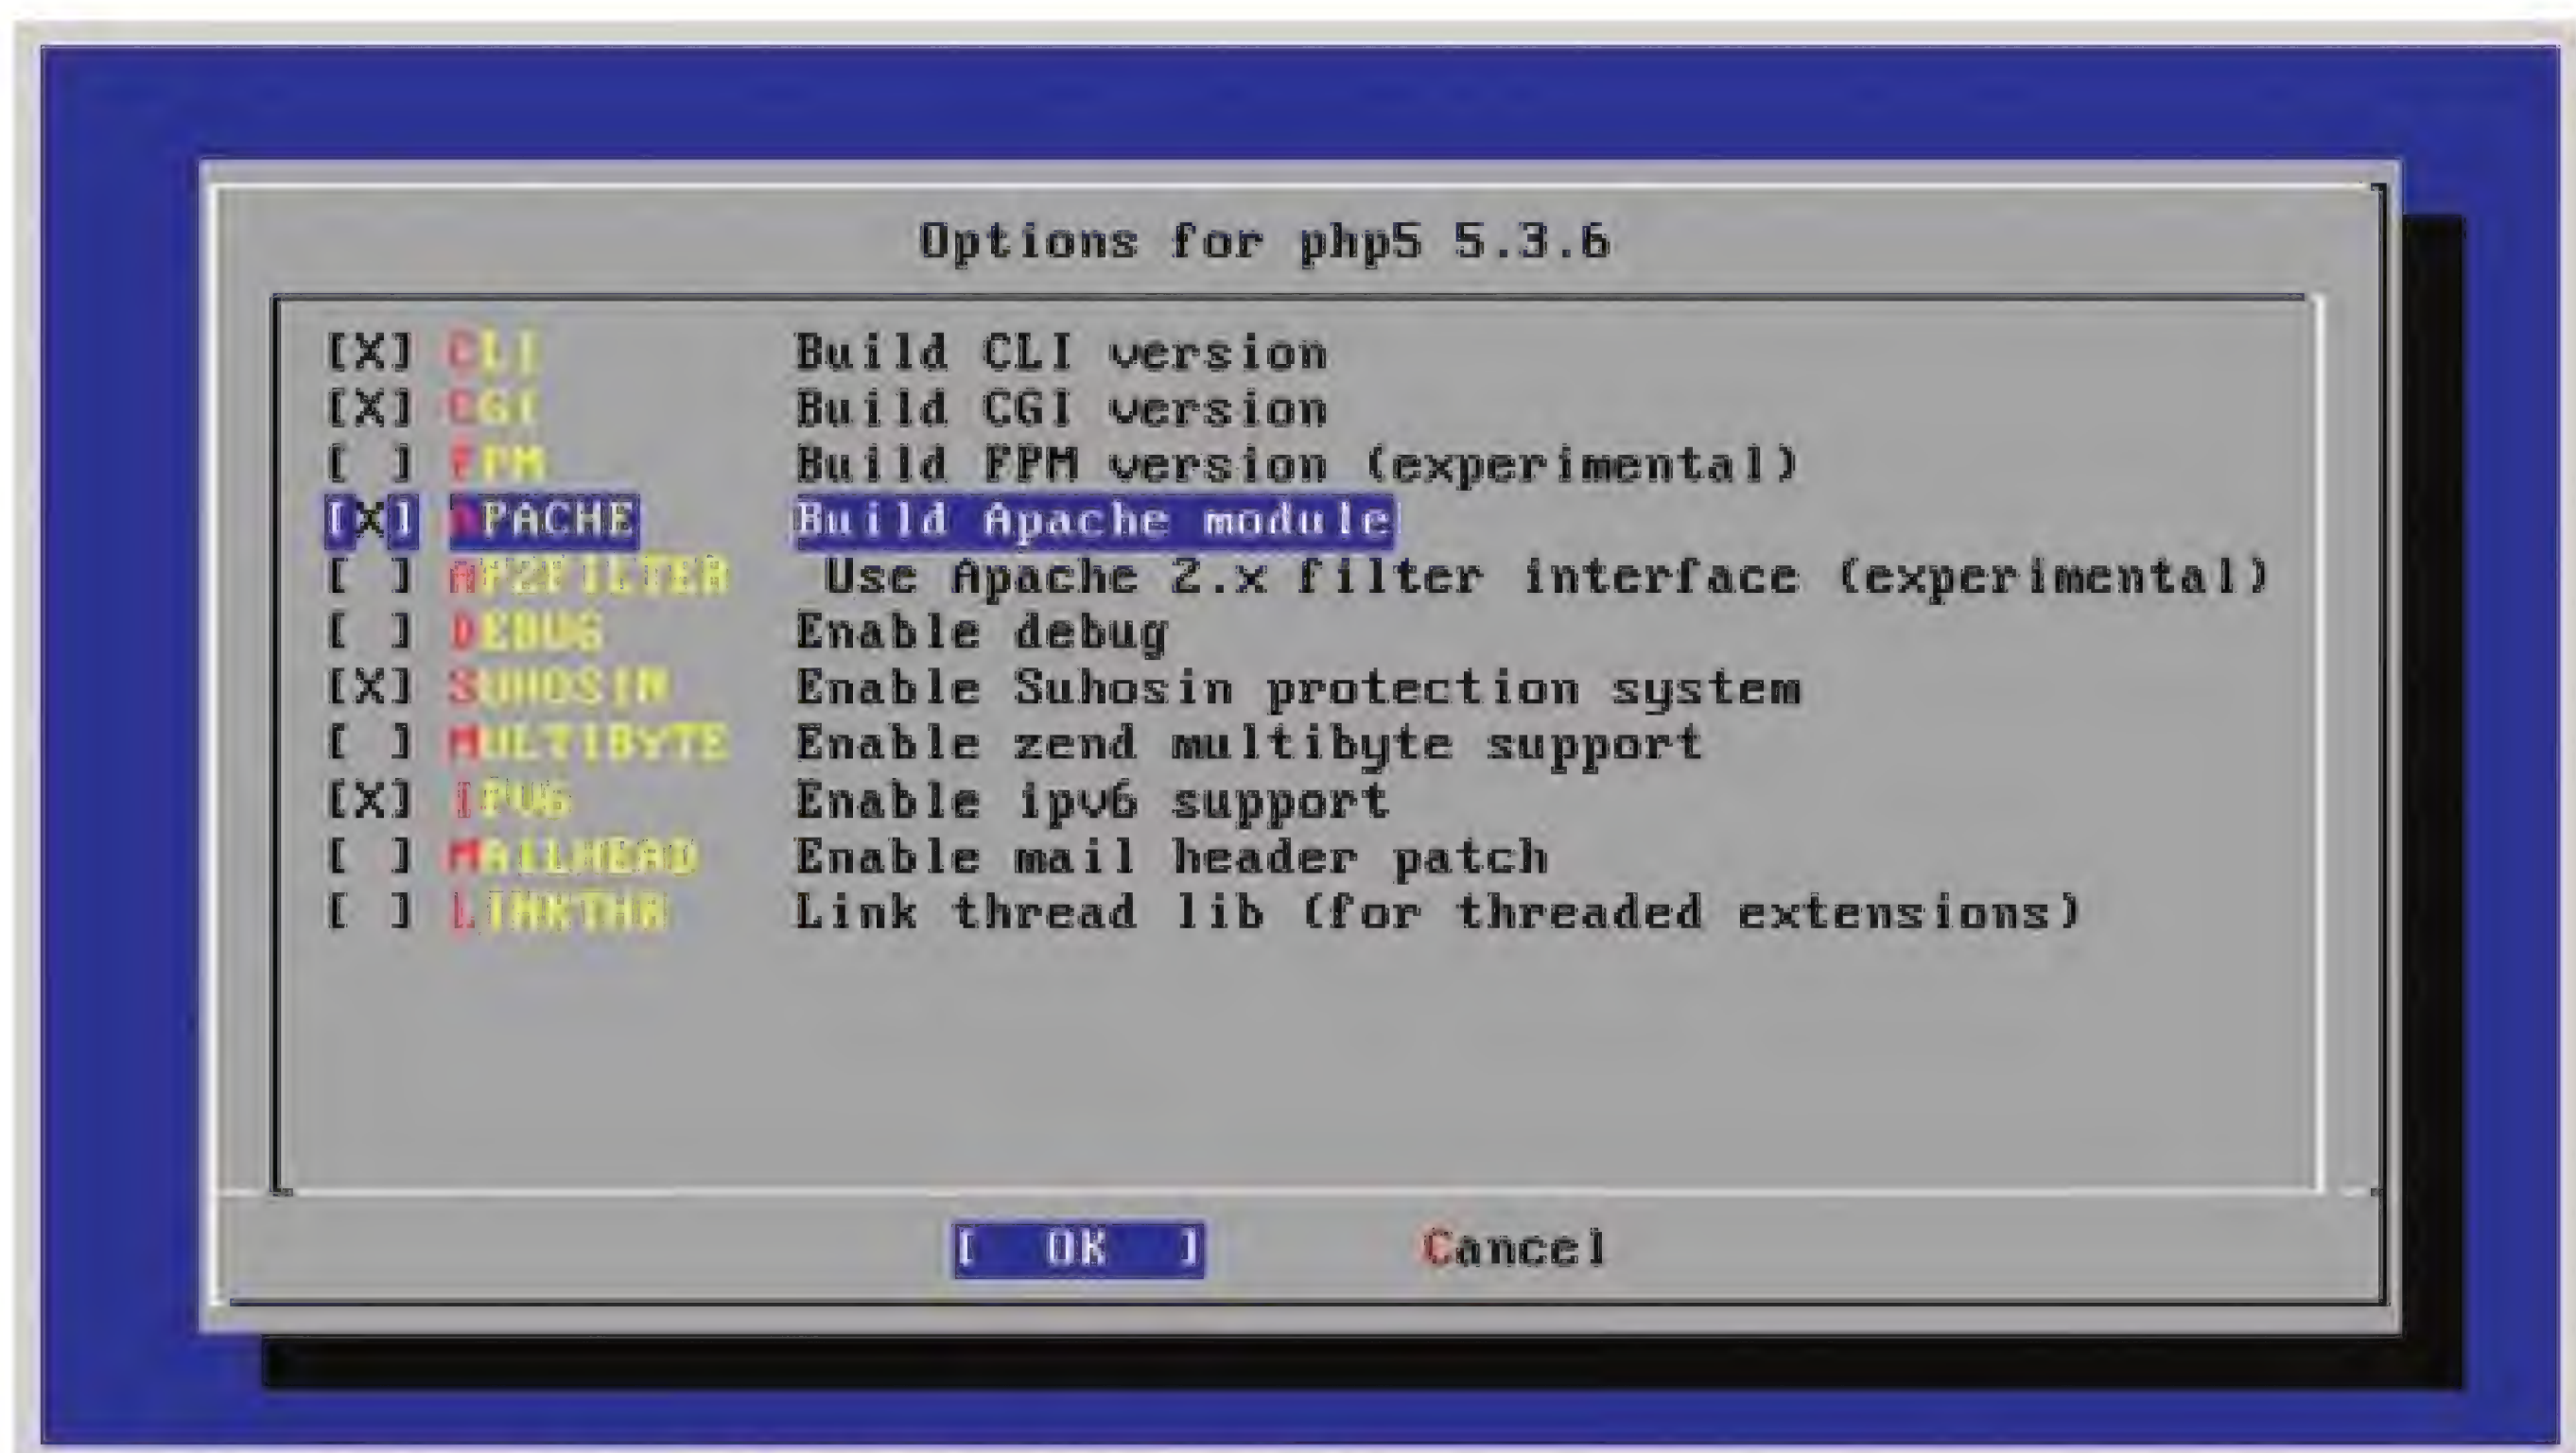 Options for php5 5.3.6
[X] CLI Build CLI version
[X] CGI Build CGI version
[ ] FPM Build FPM version (experimental)
[X] APACHE Build Apache module
[ ] AP2FILTER Use Apache 2.x filter interface (experimental)
[ ] DEBUG Enable debug
[X] SUHOSIN Enable Suhosin protection system
[ ] MULTIBYTE Enable zend multibyte support
[X] IPV6 Enable ipv6 support
[ ] MAILHEAD Enable mail header patch
[ ] LINKTHR Link thread lib (for threaded extensions)
[ OK ] Cancel